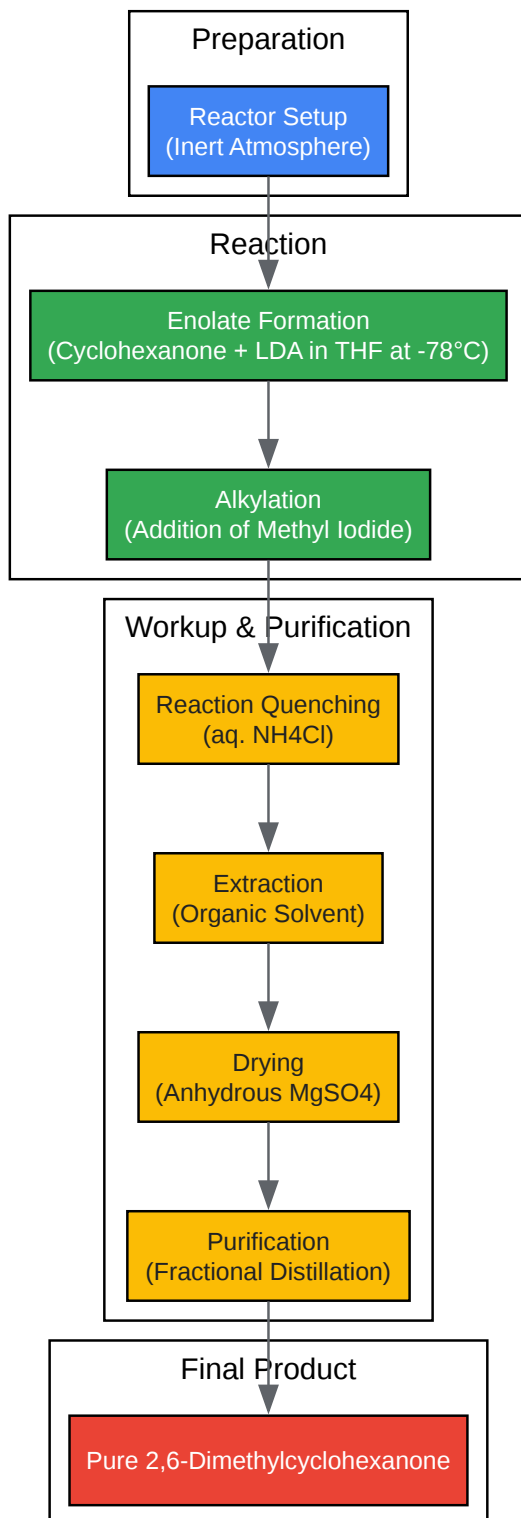 Preparation
Reactor Setup
(Inert Atmosphere)
Reaction
Enolate Formation
(Cyclohexanone + LDA in THF at -78°C)
Alkylation
(Addition of Methyl Iodide)
Workup & Purification
Reaction Quenching
(aq. NH4Cl)
Extraction
(Organic Solvent)
Drying
(Anhydrous MgSO4)
Purification
(Fractional Distillation)
Final Product
Pure 2,6-Dimethylcyclohexanone